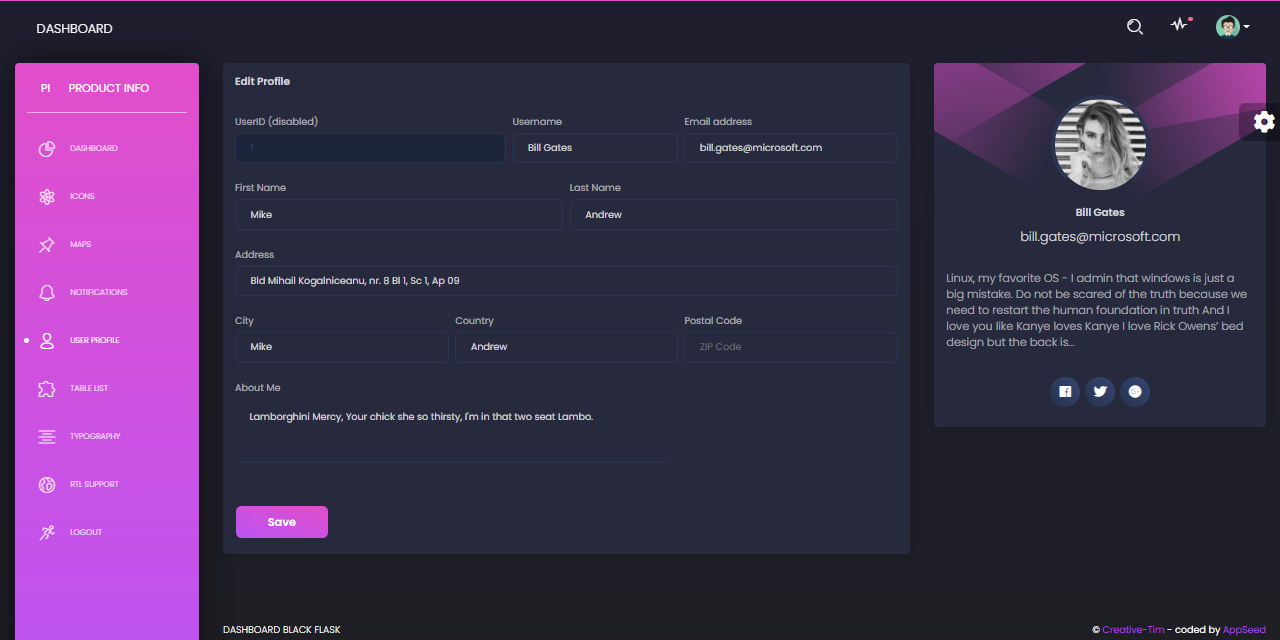 DASHBOARD
PI PRODUCT INFO
DASHBOARD
ICONS
MAPS
NOTIFICATIONS
USER PROFILE
TABLE LIST
TYPOGRAPHY
RTL SUPPORT
LOGOUT
Edit Profile
UserID (disabled) Username Email address
1 Bill Gates bill.gates@microsoft.com
First Name Last Name
Mike Andrew
Address
Bld Mihail Kogalniceanu, nr. 8 Bl 1, Sc 1, Ap 09
City Country Postal Code
Mike Andrew ZIP Code
About Me
Lamborghini Mercy, Your chick she so thirsty, I'm in that two seat Lambo.
Save
Bill Gates
bill.gates@microsoft.com
Linux, my favorite OS - I admin that windows is just a
big mistake. Do not be scared of the truth because we
need to restart the human foundation in truth And I
love you like Kanye loves Kanye I love Rick Owens’ bed
design but the back is...
DASHBOARD BLACK FLASK
© Creative-Tim - coded by AppSeed